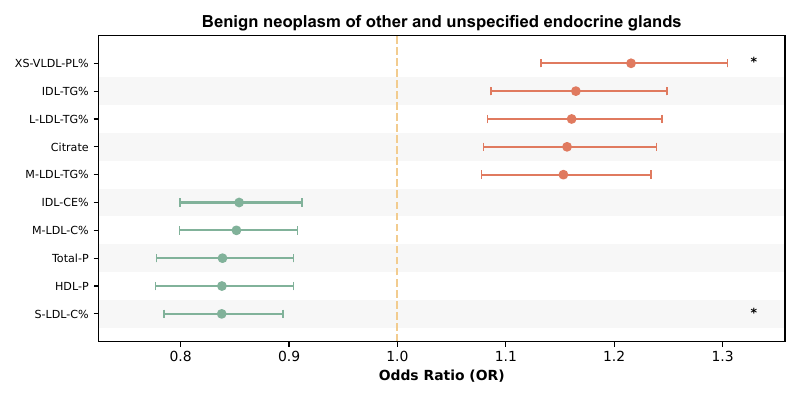 Benign neoplasm of other and unspecified endocrine glands
XS-VLDL-PL% *
IDL-TG%
L-LDL-TG%
Citrate
M-LDL-TG%
IDL-CE%
M-LDL-C%
Total-P
HDL-P
S-LDL-C% *
0.8 0.9 1.0 1.1 1.2 1.3
Odds Ratio (OR)